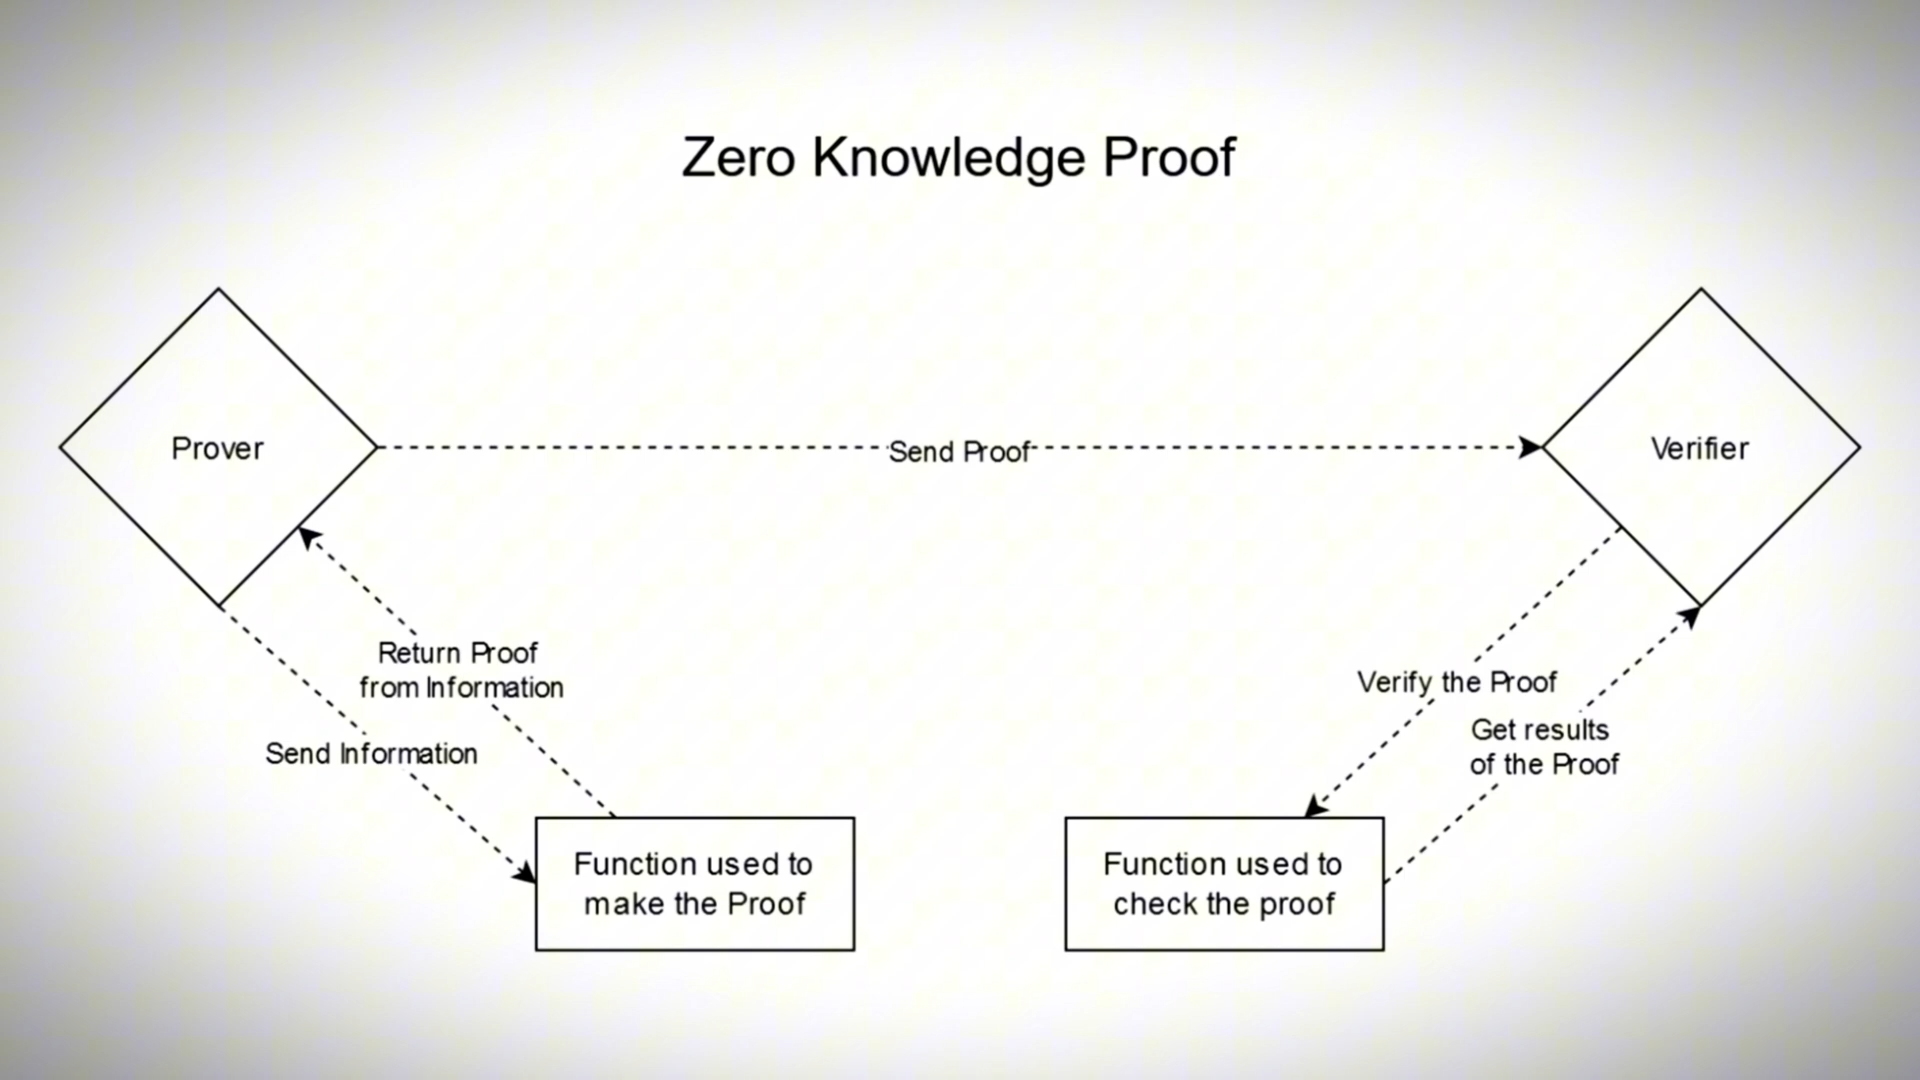 Zero Knowledge Proof
Prover
Send Proof
Verifier
Return Proof
from Information
Send Information
Verify the Proof
Get results
of the Proof
Function used to
make the Proof
Function used to
check the proof